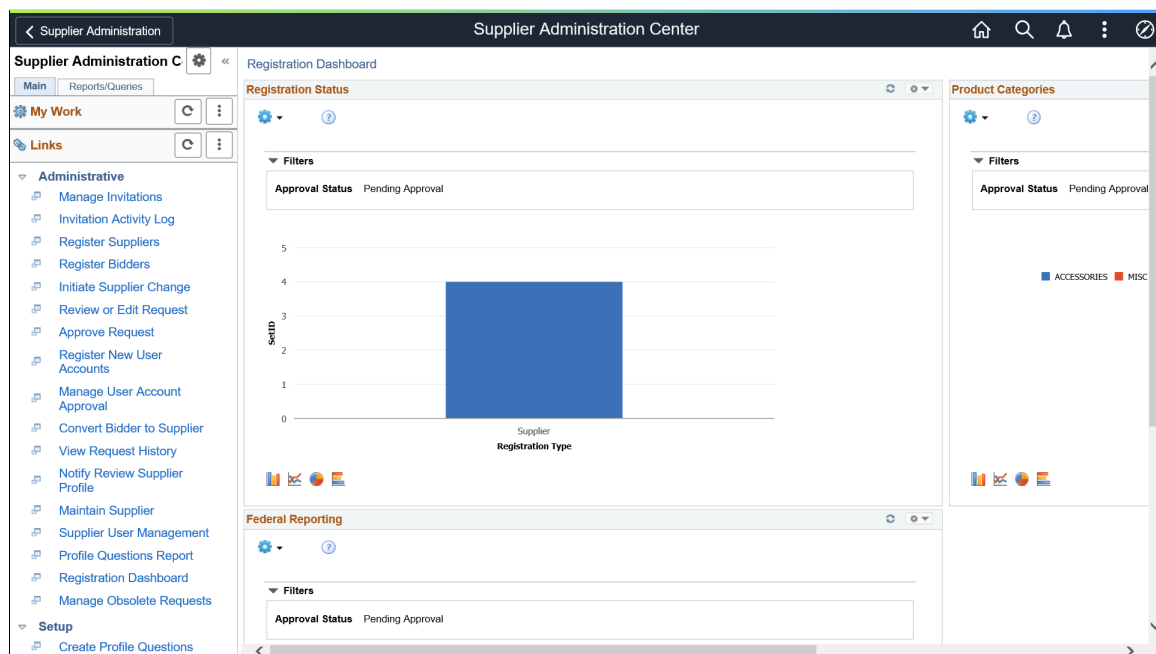 Supplier Administration
Supplier Administration Center
Supplier Administration C
Main
Reports/Queries
My Work
Links
Administrative
Manage Invitations
Invitation Activity Log
Register Suppliers
Register Bidders
Initiate Supplier Change
Review or Edit Request
Approve Request
Register New User
Accounts
Manage User Account
Approval
Convert Bidder to Supplier
View Request History
Notify Review Supplier
Profile
Maintain Supplier
Supplier User Management
Profile Questions Report
Registration Dashboard
Manage Obsolete Requests
Setup
Create Profile Questions
Registration Dashboard
Registration Status
Filters
Approval Status Pending Approval
5
4
3
2
1
0
SetID
Supplier
Registration Type
Product Categories
Filters
Approval Status Pending Approval
ACCESSORIES MISC
Federal Reporting
Filters
Approval Status Pending Approval